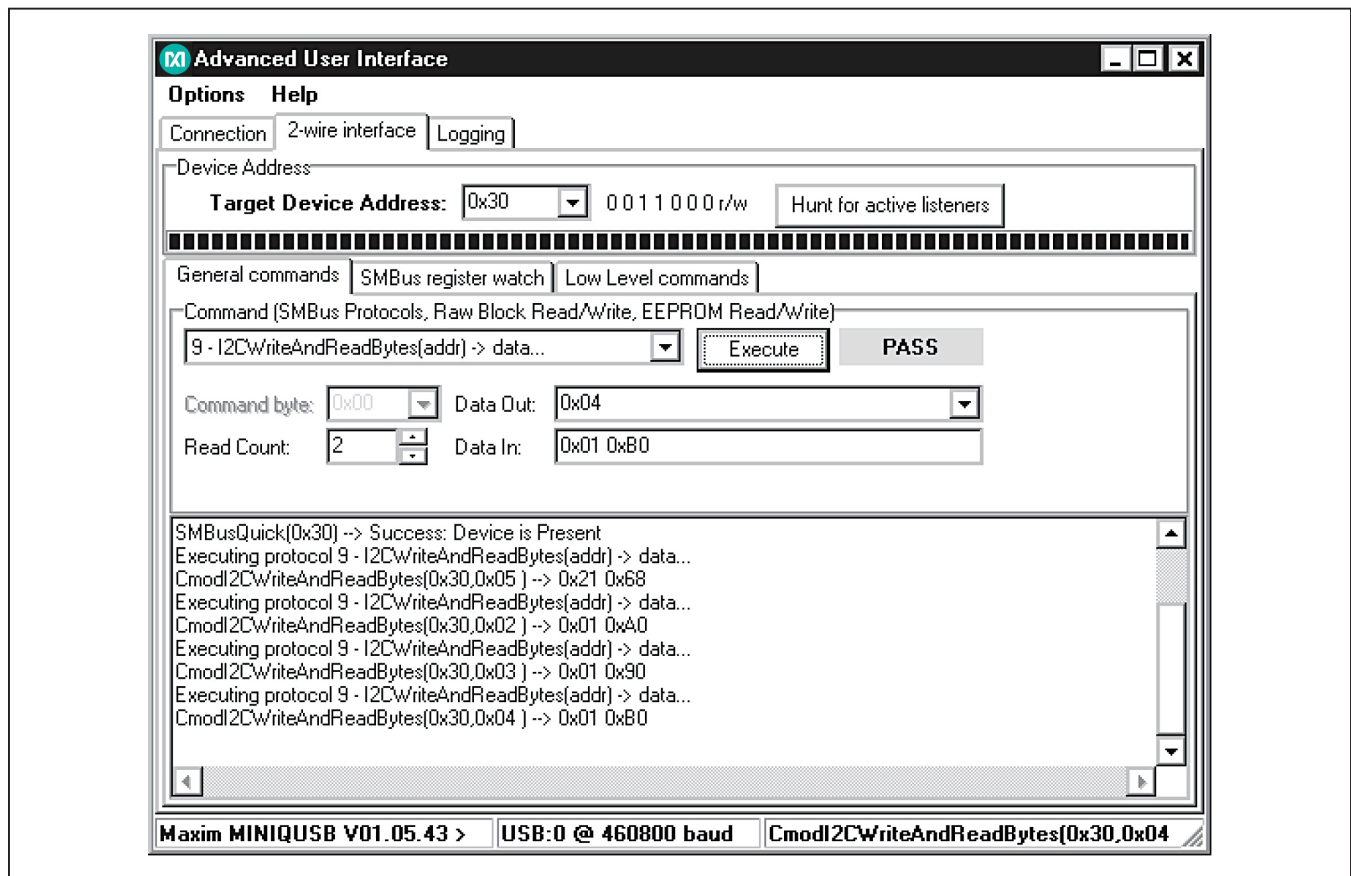 Advanced User Interface
Options Help
Connection 2-wire interface Logging
Device Address
Target Device Address: 0x30 0 0 1 1 0 0 0 r/w Hunt for active listeners
General commands SMBus register watch Low Level commands
Command (SMBus Protocols, Raw Block Read/Write, EEPROM Read/Write)
9 - I2CWriteAndReadBytes(addr) -> data... Execute PASS
Command byte: 0x00 Data Out: 0x04
Read Count: 2 Data In: 0x01 0xB0
SMBusQuick(0x30) --> Success: Device is Present
Executing protocol 9 - I2CWriteAndReadBytes(addr) -> data...
CmodI2CWriteAndReadBytes(0x30,0x05 ) --> 0x21 0x68
Executing protocol 9 - I2CWriteAndReadBytes(addr) -> data...
CmodI2CWriteAndReadBytes(0x30,0x02 ) --> 0x01 0xA0
Executing protocol 9 - I2CWriteAndReadBytes(addr) -> data...
CmodI2CWriteAndReadBytes(0x30,0x03 ) --> 0x01 0x90
Executing protocol 9 - I2CWriteAndReadBytes(addr) -> data...
CmodI2CWriteAndReadBytes(0x30,0x04 ) --> 0x01 0xB0
Maxim MINIQUSB V01.05.43 > USB:0 @ 460800 baud CmodI2CWriteAndReadBytes(0x30,0x04